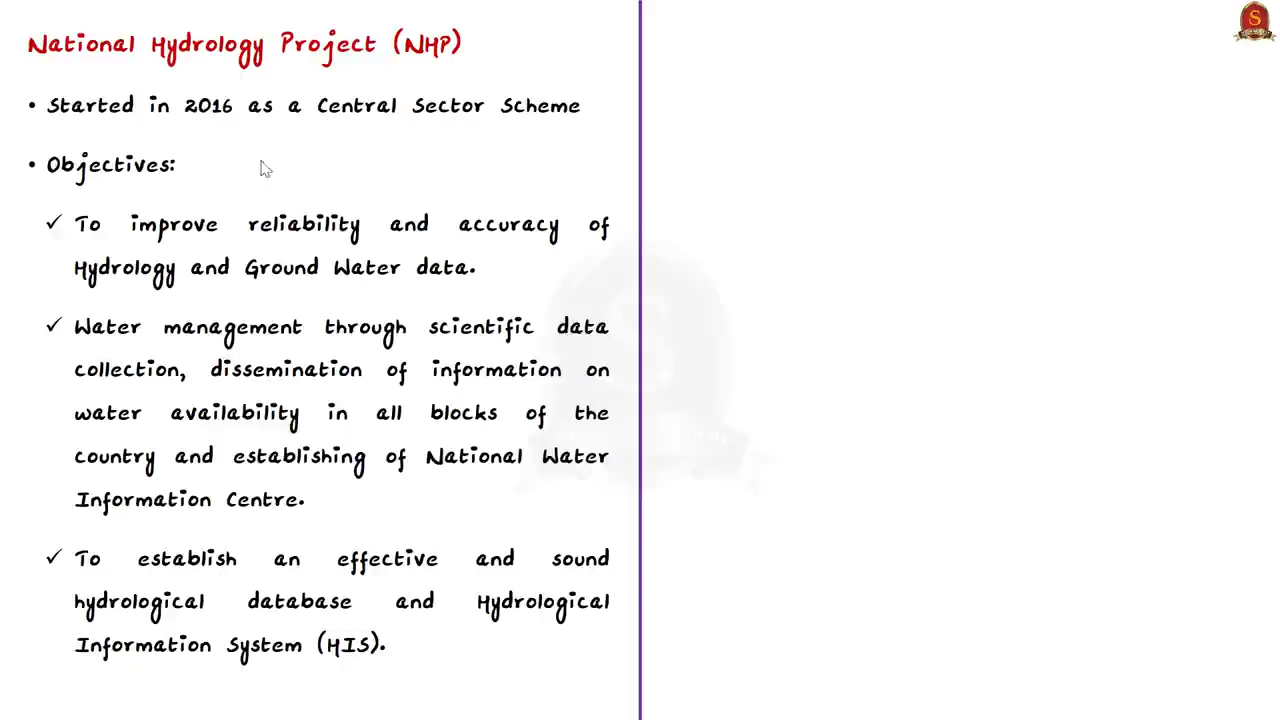 National Hydrology Project (NHP)
• Started in 2016 as a Central Sector Scheme
• Objectives:
✓ To improve reliability and accuracy of
Hydrology and Ground Water data.
✓ Water management through scientific data
collection, dissemination of information on
water availability in all blocks of the
country and establishing of National Water
Information Centre.
✓ To establish an effective and sound
hydrological database and Hydrological
Information System (HIS).
S